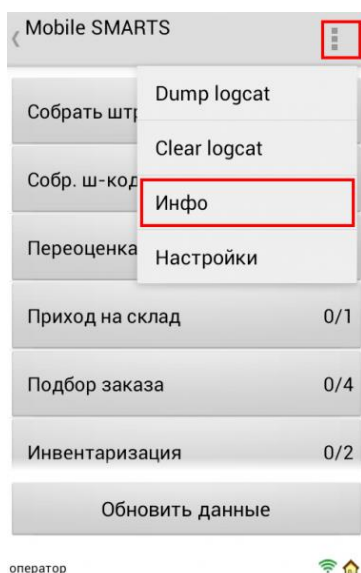 Mobile SMARTS
Dump logcat
Собрать штр
Clear logcat
Собр. ш-код
Инфо
Переоценка
Настройки
Приход на склад 0/1
Подбор заказа 0/4
Инвентаризация 0/2
Обновить данные
оператор